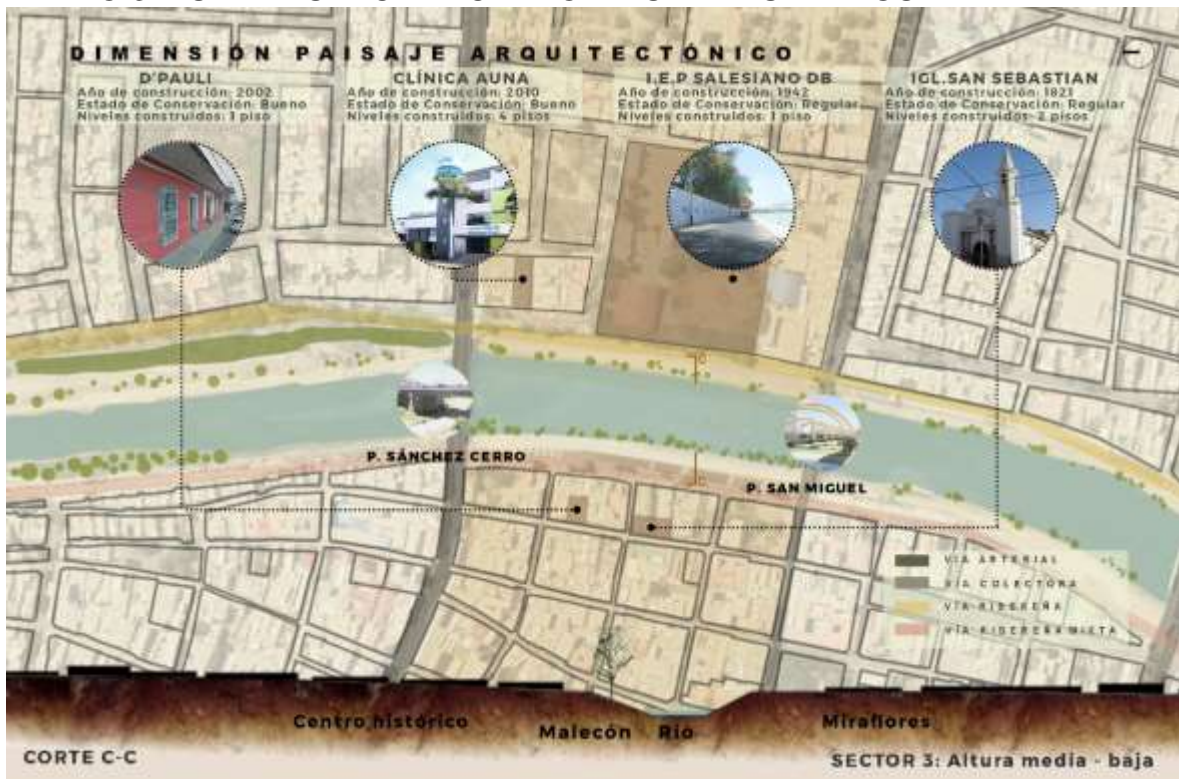 DIMENSIÓN PAISAJE ARQUITECTÓNICO
D'PAULI
Año de construcción: 2002
Estado de Conservación: Bueno
Niveles construidos: 1 piso
CLÍNICA AUNA
Año de construcción: 2010
Estado de Conservación: Bueno
Niveles construidos: 4 pisos
I.E.P SALESIANO DB
Año de construcción: 1942
Estado de Conservación: Regular
Niveles construidos: 1 piso
IGL.SAN SEBASTIAN
Año de construcción: 1821
Estado de Conservación: Regular
Niveles construidos: 2 pisos
C
P. SÁNCHEZ CERRO
C
P. SAN MIGUEL
VÍA ARTERIAL
VÍA COLECTORA
VÍA RIBEREÑA
VÍA RIBEREÑA MIXTA
Centro histórico
Malecón
Río
Miraflores
CORTE C-C
SECTOR 3: Altura media - baja